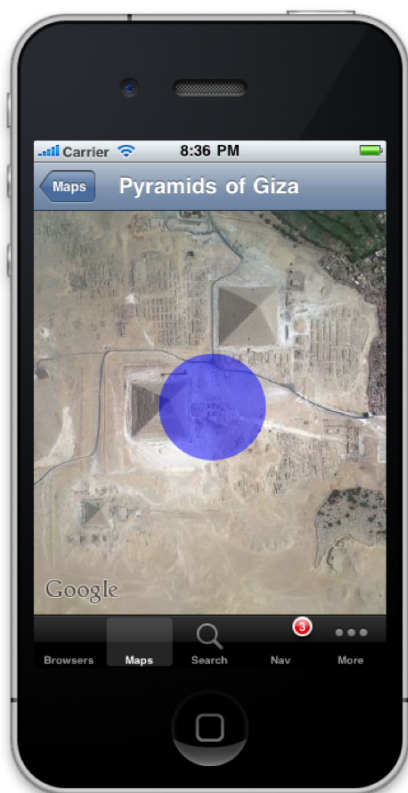 Carrier 8:36 PM
Maps Pyramids of Giza
Google
3
Browsers Maps Search Nav More